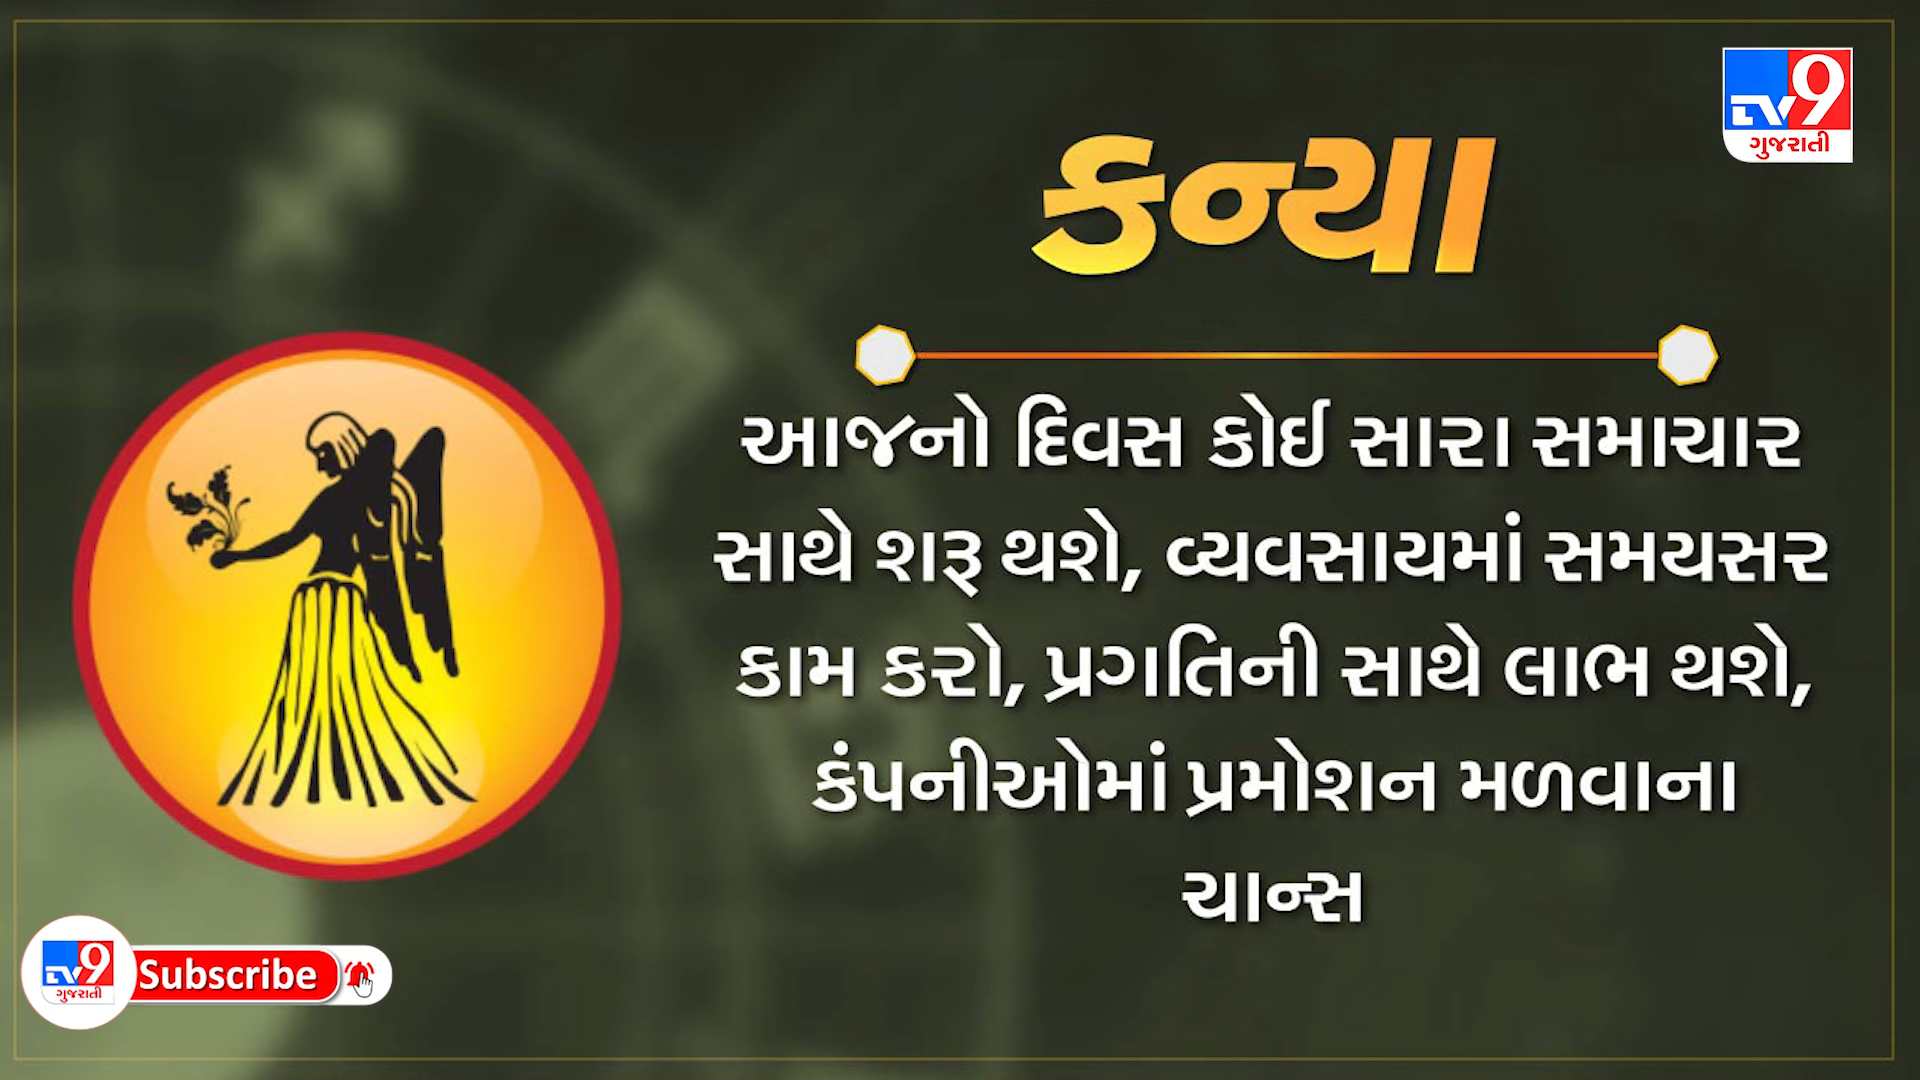 TV9
ગુજરાતી
કન્યા
આજનો દિવસ કોઈ સારા સમાચાર
સાથે શરૂ થશે, વ્યવસાયમાં સમયસર
કામ કરો, પ્રગતિની સાથે લાભ થશે,
કંપનીઓમાં પ્રમોશન મળવાના
ચાન્સ
TV9
ગુજરાતી
Subscribe